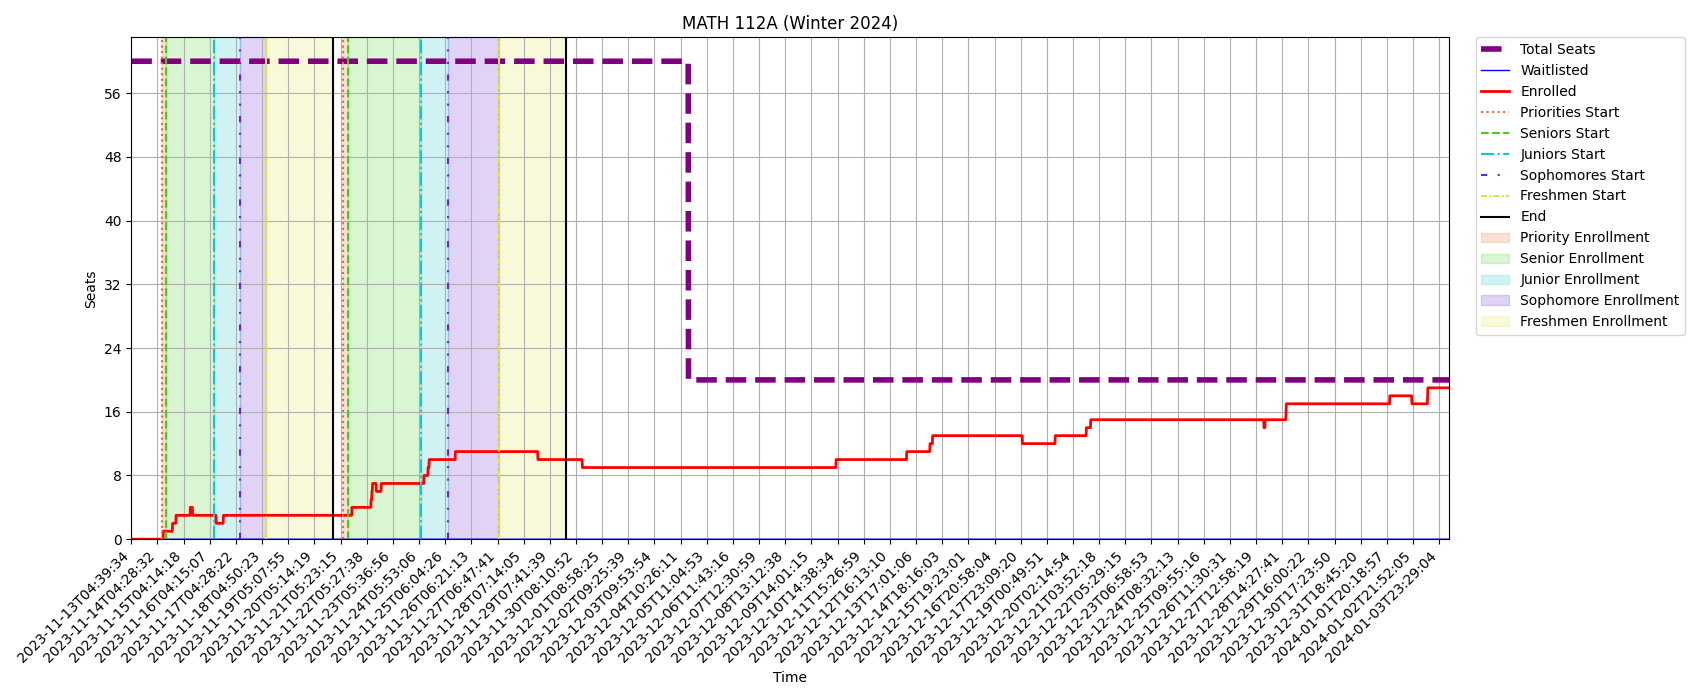 MATH 112A (Winter 2024)
Seats
56
48
40
32
24
16
8
0
2023-11-13T04:39:34
2023-11-14T04:28:32
2023-11-15T04:14:18
2023-11-16T04:15:07
2023-11-17T04:28:22
2023-11-18T04:50:23
2023-11-19T05:07:55
2023-11-20T05:14:19
2023-11-21T05:23:15
2023-11-22T05:27:38
2023-11-23T05:36:56
2023-11-24T05:53:06
2023-11-25T06:04:26
2023-11-26T06:21:13
2023-11-27T06:47:41
2023-11-28T07:14:05
2023-11-29T07:41:39
2023-11-30T08:10:52
2023-12-01T08:58:25
2023-12-02T09:25:39
2023-12-03T09:53:54
2023-12-04T10:26:11
2023-12-05T11:04:53
2023-12-06T11:43:16
2023-12-07T12:30:59
2023-12-08T13:12:38
2023-12-09T14:01:15
2023-12-10T14:38:34
2023-12-11T15:26:59
2023-12-12T16:13:10
2023-12-13T17:01:06
2023-12-14T18:16:03
2023-12-15T19:23:01
2023-12-16T20:58:04
2023-12-17T23:09:20
2023-12-19T00:49:51
2023-12-20T02:14:54
2023-12-21T03:52:18
2023-12-22T05:29:15
2023-12-23T06:58:53
2023-12-24T08:32:13
2023-12-25T09:55:16
2023-12-26T11:30:31
2023-12-27T12:58:19
2023-12-28T14:27:41
2023-12-29T16:00:22
2023-12-30T17:23:50
2023-12-31T18:45:20
2024-01-01T20:18:57
2024-01-02T21:52:05
2024-01-03T23:29:04
Time
Total Seats
Waitlisted
Enrolled
Priorities Start
Seniors Start
Juniors Start
Sophomores Start
Freshmen Start
End
Priority Enrollment
Senior Enrollment
Junior Enrollment
Sophomore Enrollment
Freshmen Enrollment